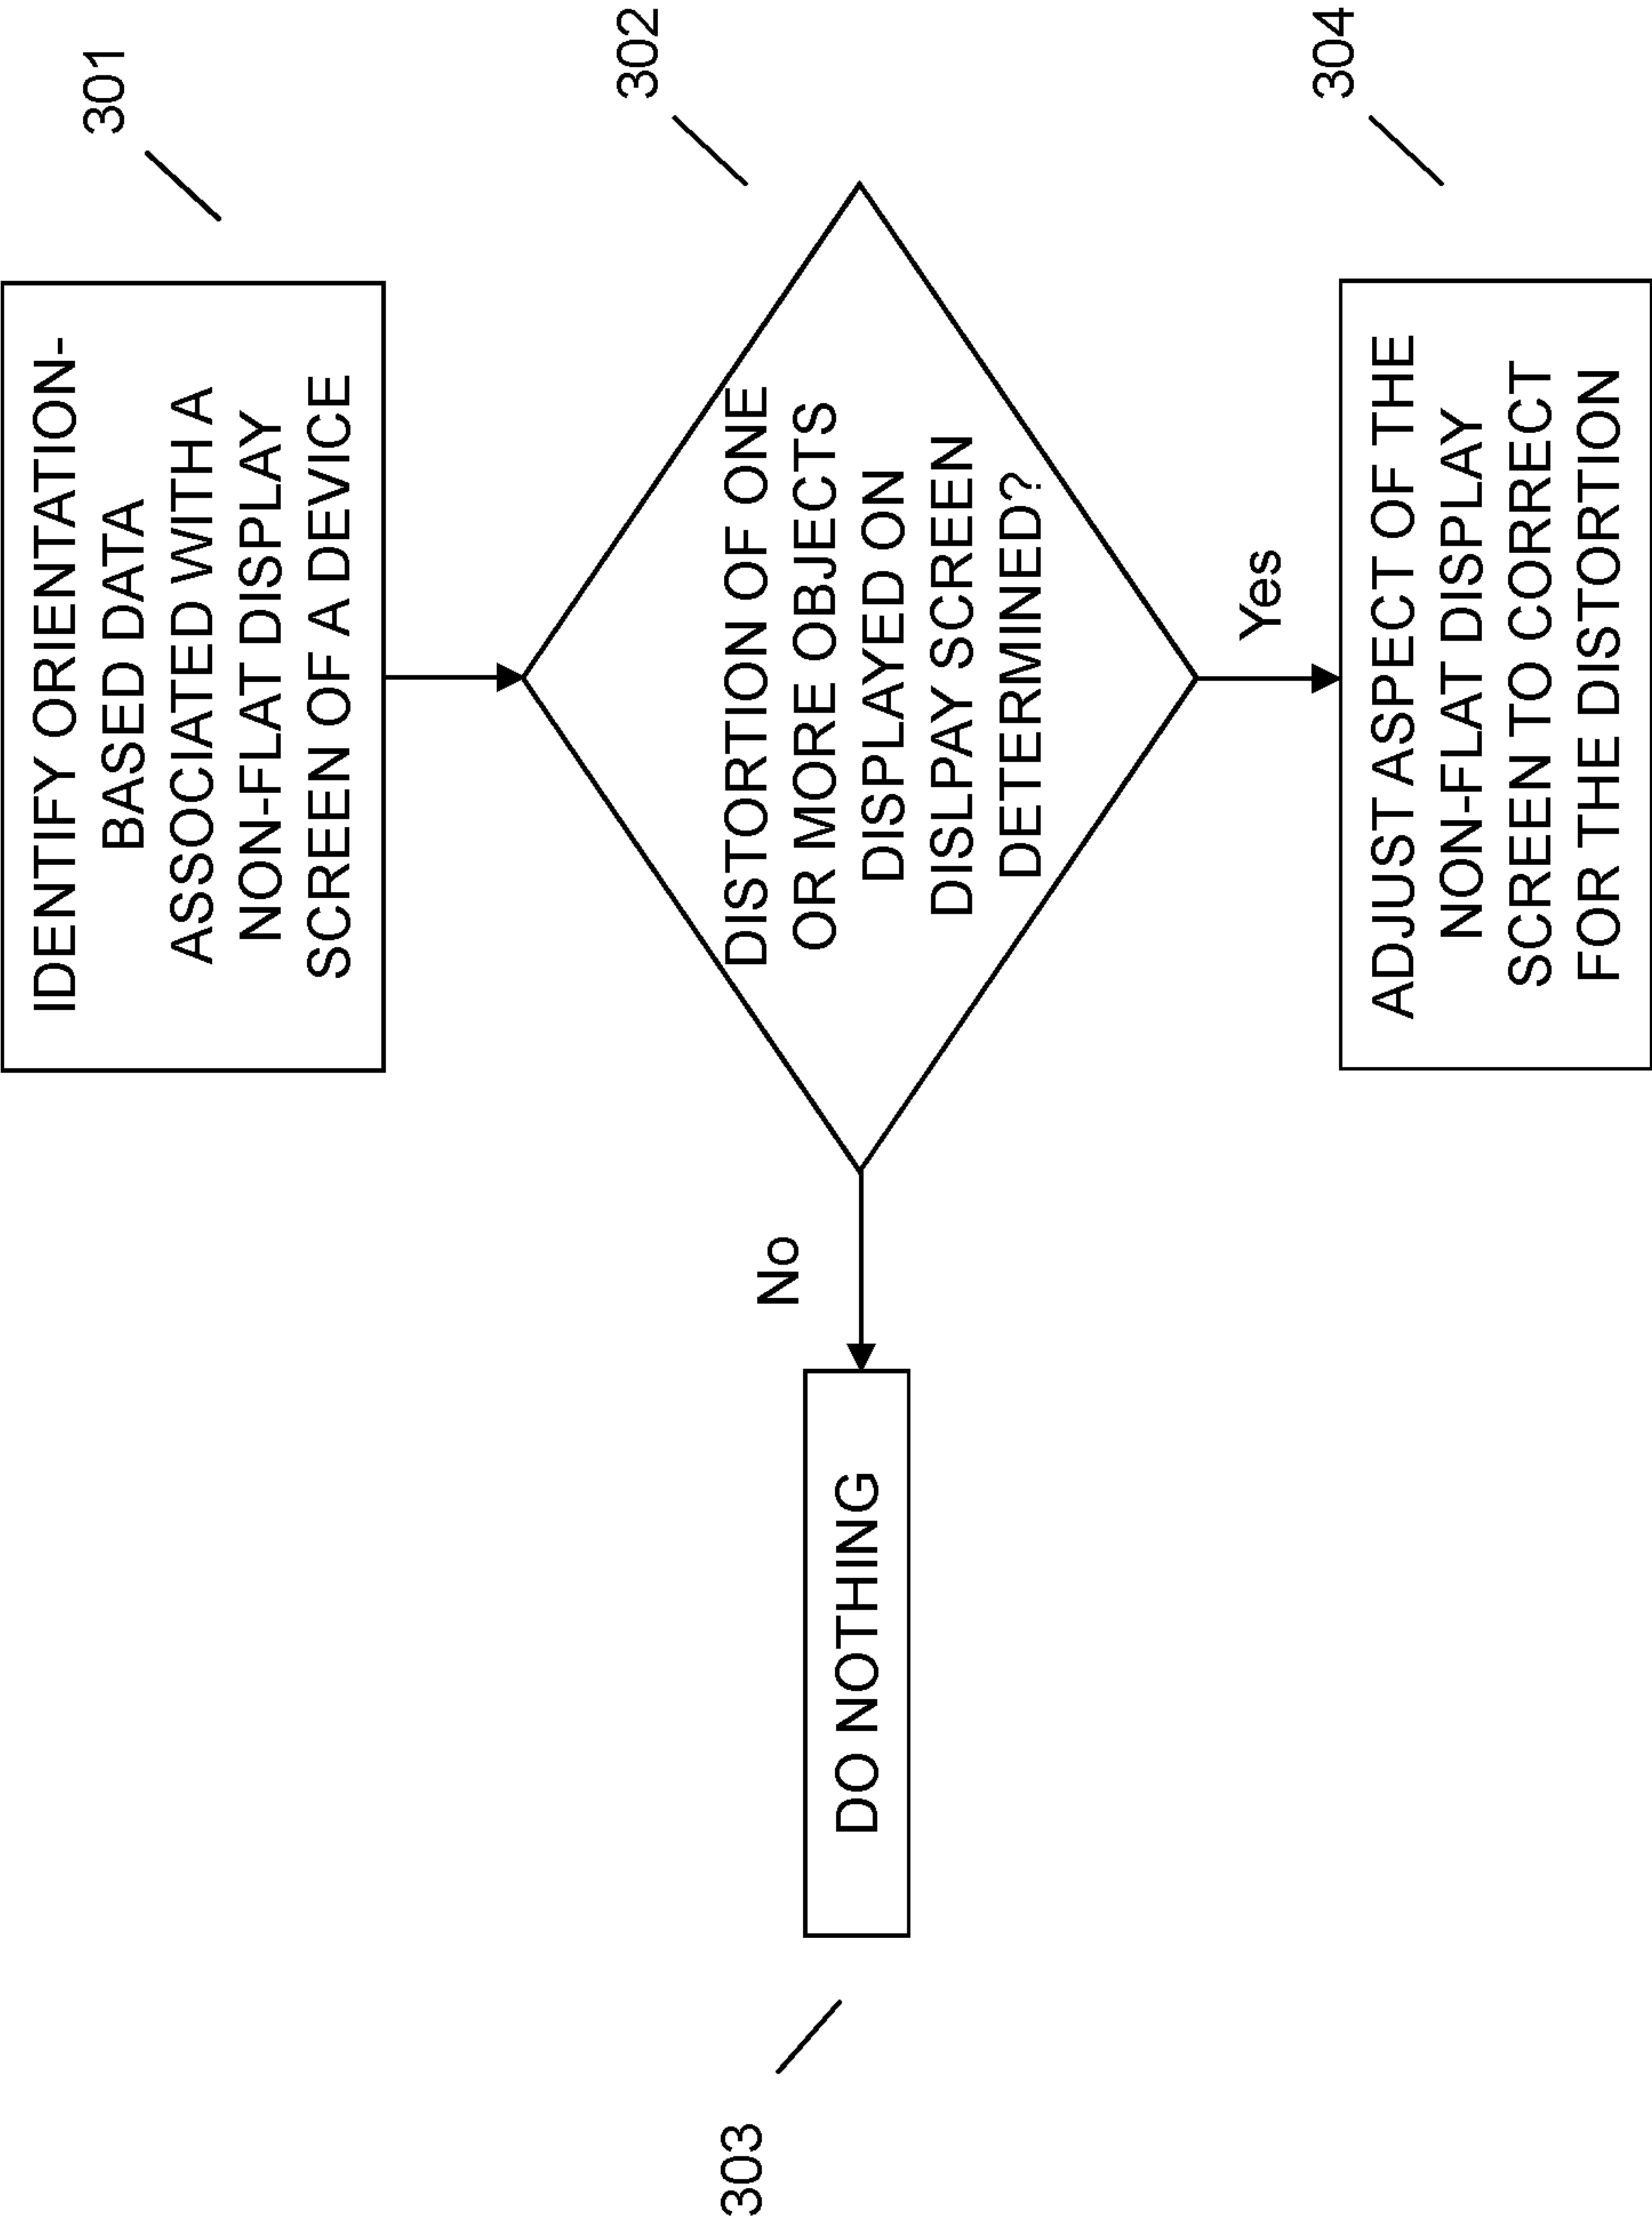 IDENTIFY ORIENTATION-
BASED DATA
ASSOCIATED WITH A
NON-FLAT DISPLAY
SCREEN OF A DEVICE
301
DISTORTION OF ONE
OR MORE OBJECTS
DISPLAYED ON
DISLPAY SCREEN
DETERMINED?
302
No
DO NOTHING
303
Yes
ADJUST ASPECT OF THE
NON-FLAT DISPLAY
SCREEN TO CORRECT
FOR THE DISTORTION
304